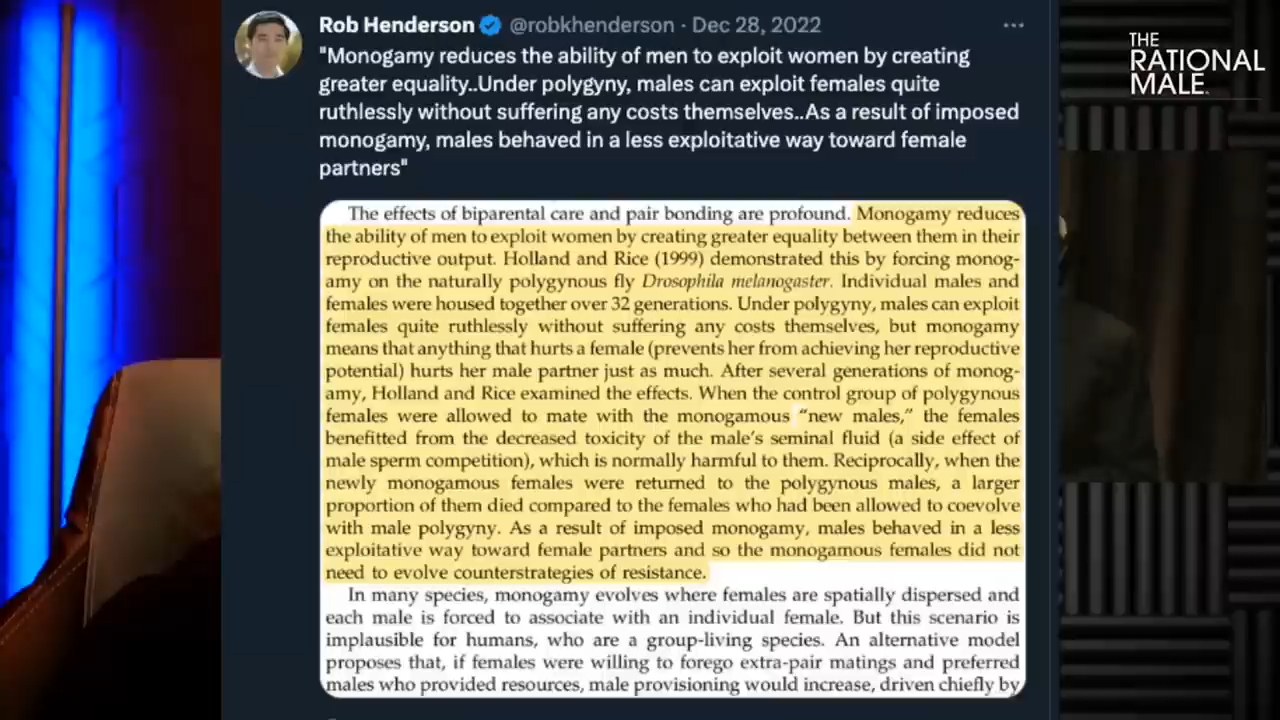 Rob Henderson @robkhenderson · Dec 28, 2022
"Monogamy reduces the ability of men to exploit women by creating
greater equality..Under polygyny, males can exploit females quite
ruthlessly without suffering any costs themselves..As a result of imposed
monogamy, males behaved in a less exploitative way toward female
partners"
THE
RATIONAL
MALE.
The effects of biparental care and pair bonding are profound. Monogamy reduces
the ability of men to exploit women by creating greater equality between them in their
reproductive output. Holland and Rice (1999) demonstrated this by forcing monog-
amy on the naturally polygynous fly Drosophila melanogaster. Individual males and
females were housed together over 32 generations. Under polygyny, males can exploit
females quite ruthlessly without suffering any costs themselves, but monogamy
means that anything that hurts a female (prevents her from achieving her reproductive
potential) hurts her male partner just as much. After several generations of monog-
amy, Holland and Rice examined the effects. When the control group of polygynous
females were allowed to mate with the monogamous “new males,” the females
benefitted from the decreased toxicity of the male’s seminal fluid (a side effect of
male sperm competition), which is normally harmful to them. Reciprocally, when the
newly monogamous females were returned to the polygynous males, a larger
proportion of them died compared to the females who had been allowed to coevolve
with male polygyny. As a result of imposed monogamy, males behaved in a less
exploitative way toward female partners and so the monogamous females did not
need to evolve counterstrategies of resistance.
In many species, monogamy evolves where females are spatially dispersed and
each male is forced to associate with an individual female. But this scenario is
implausible for humans, who are a group-living species. An alternative model
proposes that, if females were willing to forego extra-pair matings and preferred
males who provided resources, male provisioning would increase, driven chiefly by